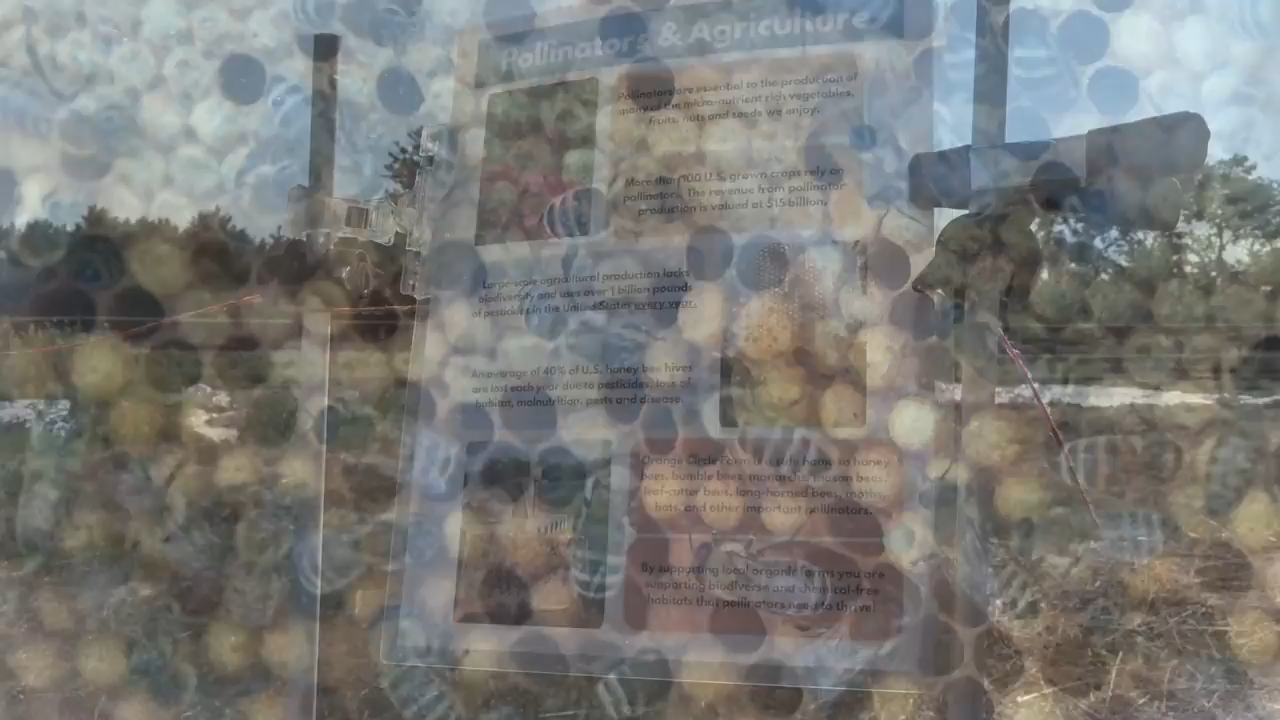 Pollinators & Agriculture
Pollinators are essential to the production of
many of the micro-nutrient rich vegetables,
fruits, nuts and seeds we enjoy.
More than 100 U.S. grown crops rely on
pollinators. The revenue from pollinator
production is valued at $15 billion.
Large-scale agricultural production lacks
biodiversity and uses over 1 billion pounds
of pesticides in the United States every year.
An average of 40% of U.S. honey bee hives
are lost each year due to pesticides, loss of
habitat, malnutrition, pests and disease.
Orange Circle Farm is a safe home to honey
bees, bumble bees, monarchs, mason bees,
leaf-cutter bees, long-horned bees, moths,
bats, and other important pollinators.
By supporting local organic farms you are
supporting biodiverse and chemical-free
habitats that pollinators need to thrive!